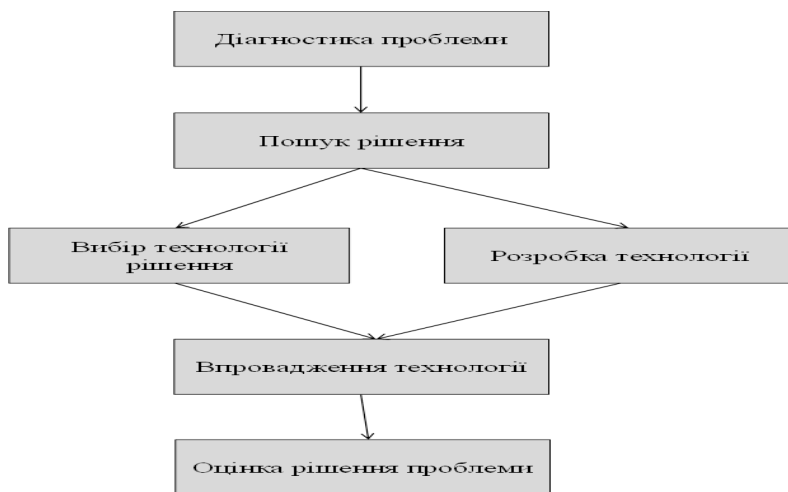 Діагностика проблеми
Пошук рішення
Вибір технології
рішення
Розробка технології
Впровадження технології
Оцінка рішення проблеми